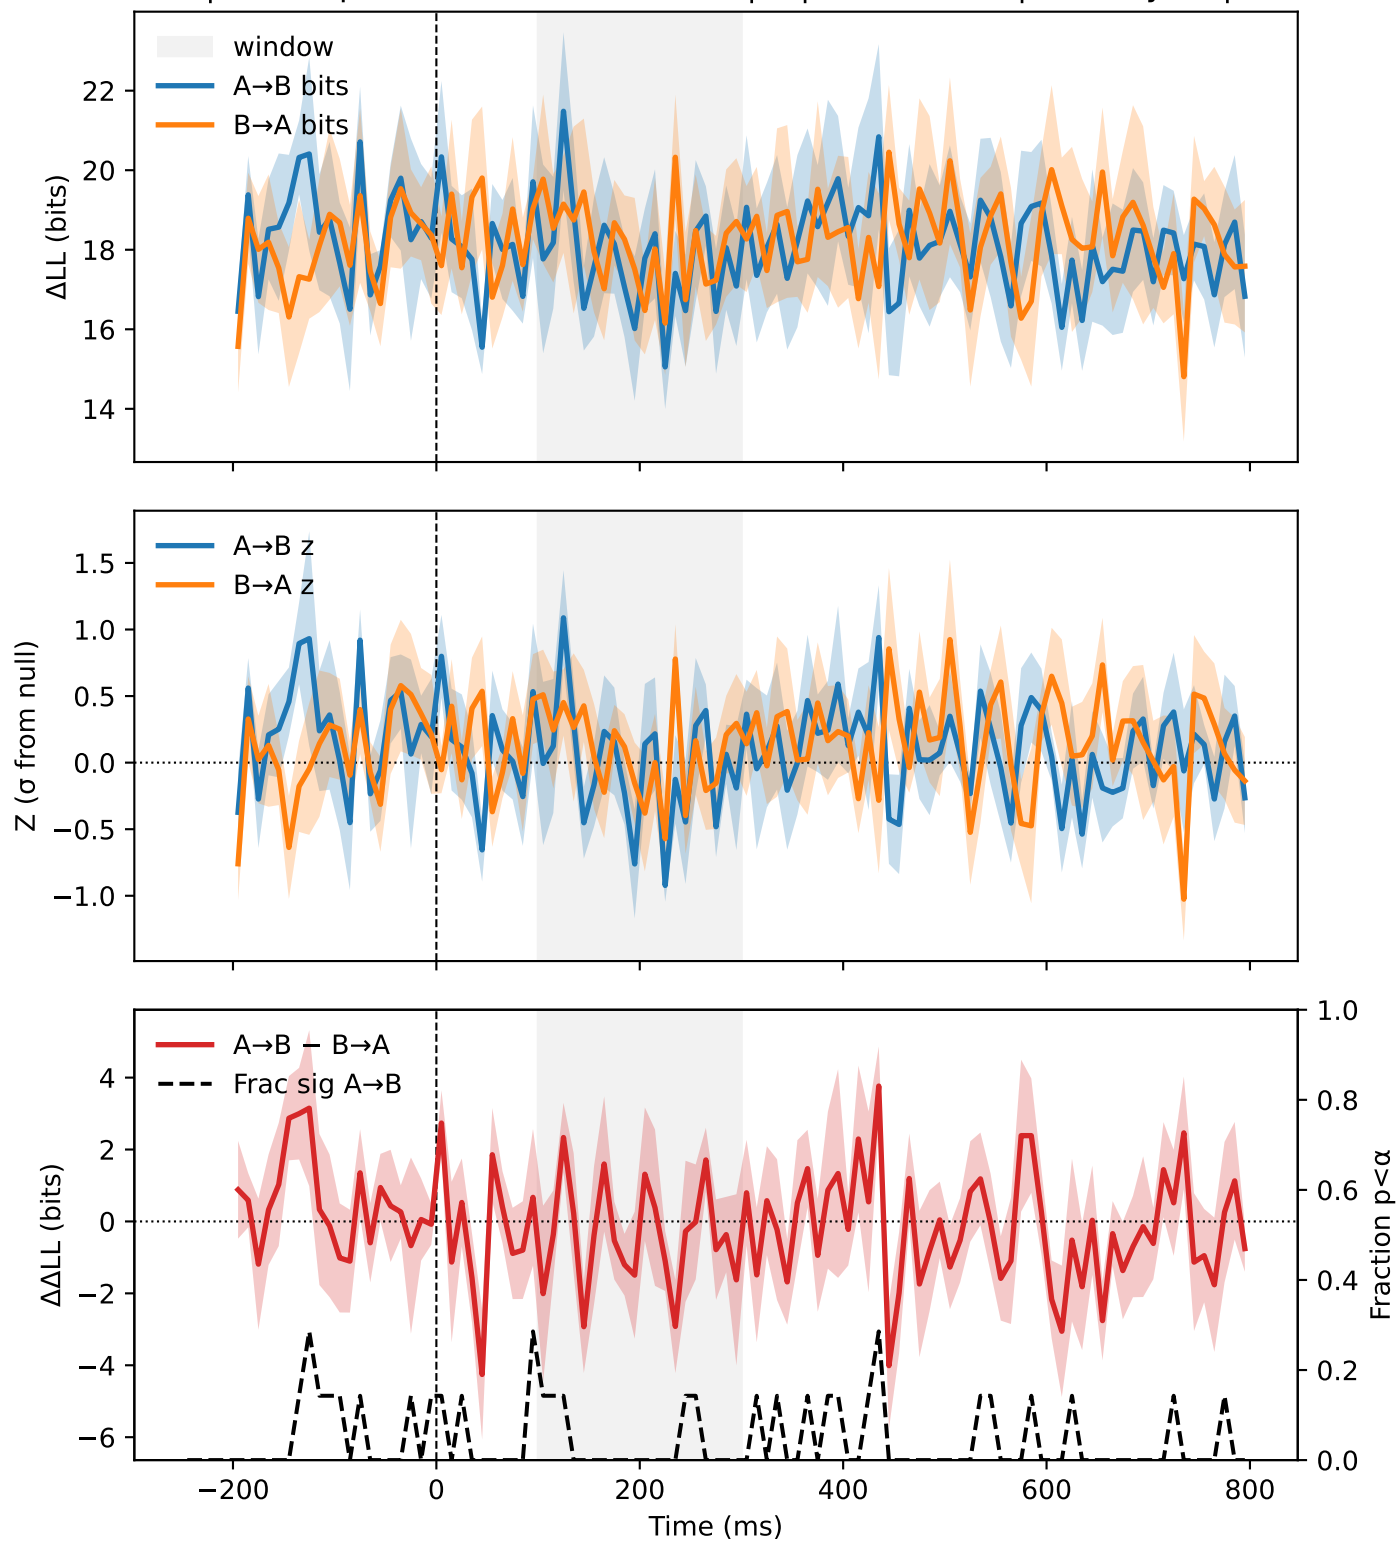 window
A→B bits
B→A bits
22
20
18
16
14
ΔLL (bits)
A→B z
B→A z
1.5
1.0
0.5
0.0
−0.5
−1.0
Z (σ from null)
A→B − B→A
Frac sig A→B
4
2
0
−2
−4
−6
ΔΔLL (bits)
1.0
0.8
0.6
0.4
0.2
0.0
Fraction p<α
−200 0 200 400 600 800
Time (ms)